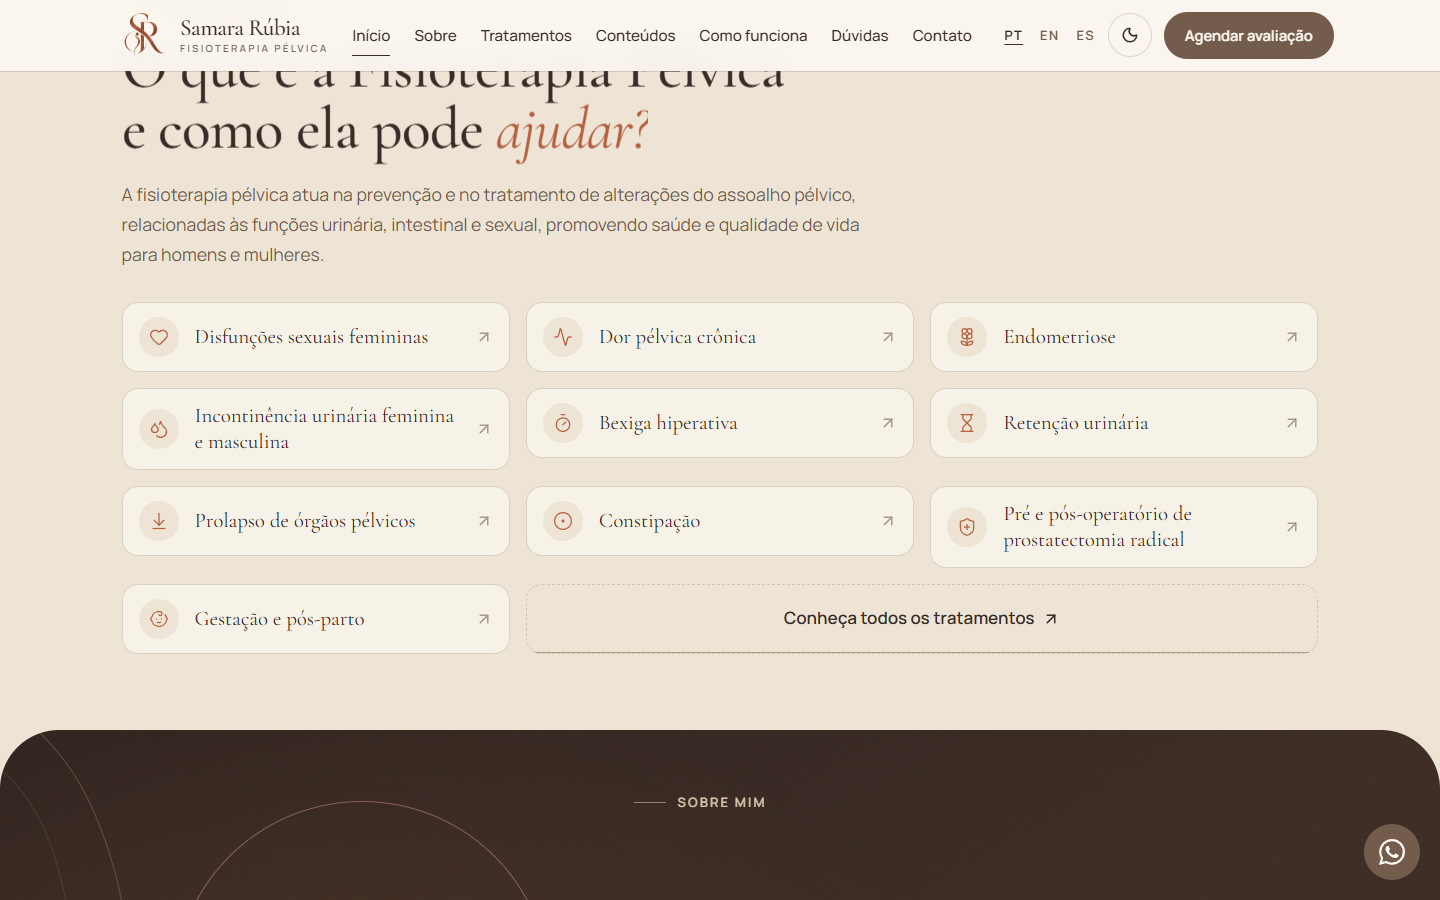 Samara Rúbia
FISIOTERAPIA PÉLVICA
Início
Sobre
Tratamentos
Conteúdos
Como funciona
Dúvidas
Contato
PT
EN
ES
Agendar avaliação
O que é a Fisioterapia Pélvica
e como ela pode ajudar?
A fisioterapia pélvica atua na prevenção e no tratamento de alterações do assoalho pélvico,
relacionadas às funções urinária, intestinal e sexual, promovendo saúde e qualidade de vida
para homens e mulheres.
Disfunções sexuais femininas
Dor pélvica crônica
Endometriose
Incontinência urinária feminina
e masculina
Bexiga hiperativa
Retenção urinária
Prolapso de órgãos pélvicos
Constipação
Pré e pós-operatório de
prostatectomia radical
Gestação e pós-parto
Conheça todos os tratamentos
SOBRE MIM